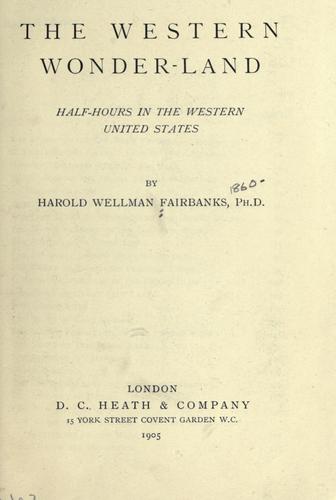 THE WESTERN
WONDER-LAND
HALF-HOURS IN THE WESTERN
UNITED STATES
BY
1860-
HAROLD WELLMAN FAIRBANKS, PH.D.
LONDON
D. C. HEATH & COMPANY
15 YORK STREET COVENT GARDEN W.C.
1905